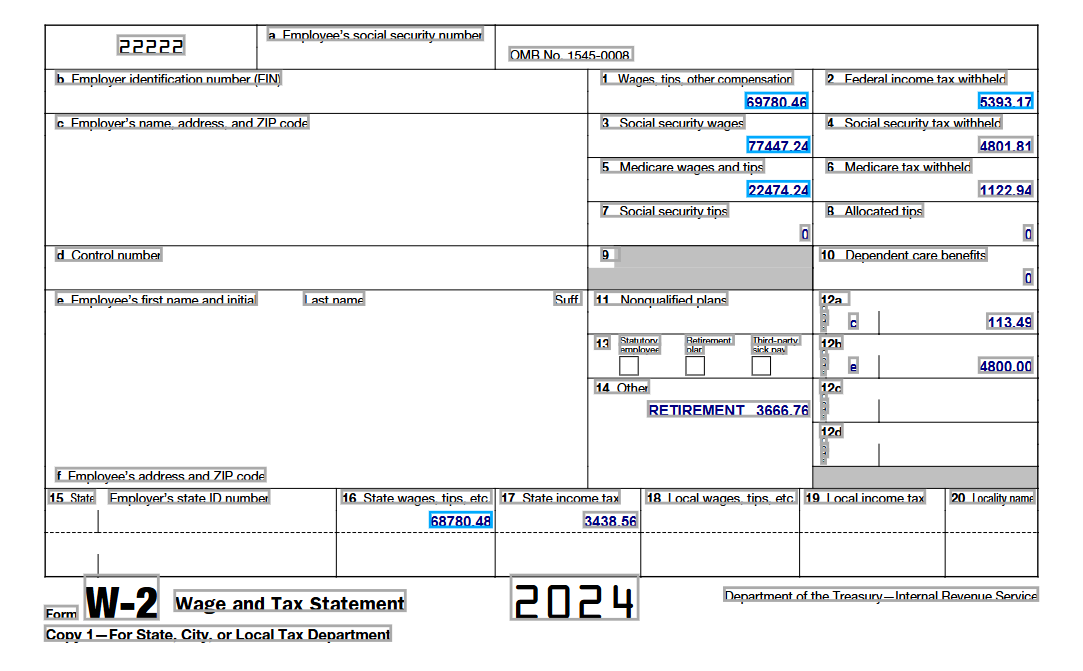 22222
a Employee's social security number
OMB No. 1545-0008
b Employer identification number (EIN)
1 Wages, tips, other compensation
69780.46
2 Federal income tax withheld
5393.17
c Employer's name, address, and ZIP code
3 Social security wages
77447.24
4 Social security tax withheld
4801.81
5 Medicare wages and tips
22474.24
6 Medicare tax withheld
1122.94
7 Social security tips
0
8 Allocated tips
0
d Control number
9
10 Dependent care benefits
0
e Employee's first name and initial
Last name
Suff.
11 Nonqualified plans
12a
c 113.49
13
Statutory employee
Retirement plan
Third-party sick pay
12b
e 4800.00
14 Other
RETIREMENT 3666.76
12c
12d
f Employee's address and ZIP code
15 State Employer's state ID number
16 State wages, tips, etc.
68780.48
17 State income tax
3438.56
18 Local wages, tips, etc.
19 Local income tax
20 Locality name
Form W-2 Wage and Tax Statement
2024
Department of the Treasury—Internal Revenue Service
Copy 1—For State, City, or Local Tax Department